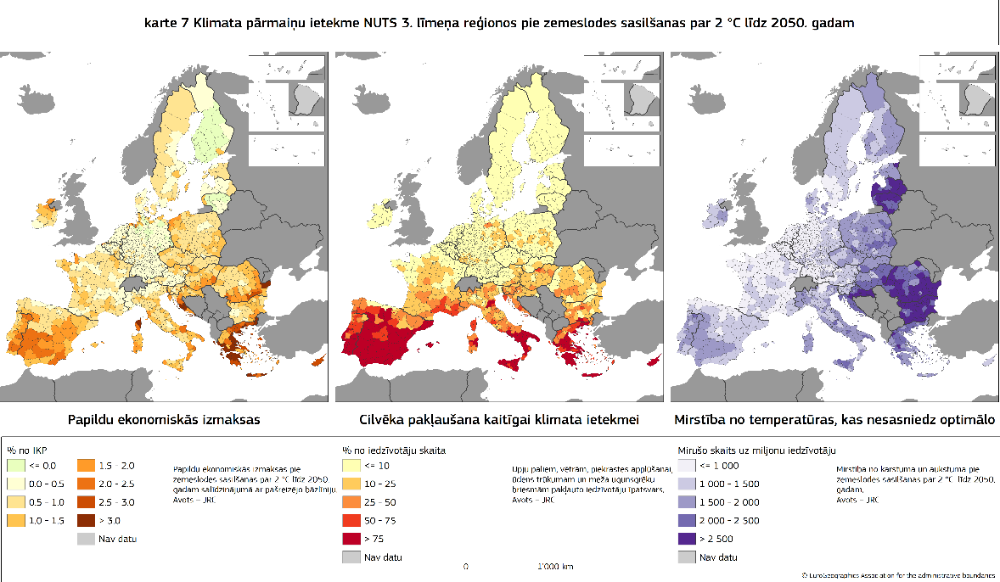 karte 7 Klimata pārmaiņu ietekme NUTS 3. līmeņa reģionos pie zemeslodes sasilšanas par 2 °C līdz 2050. gadam
Papildu ekonomiskās izmaksas
Cilvēka pakļaušana kaitīgai klimata ietekmei
Mirstība no temperatūras, kas nesasniedz optimālo
% no IKP
<= 0.0
0.0 - 0.5
0.5 - 1.0
1.0 - 1.5
1.5 - 2.0
2.0 - 2.5
2.5 - 3.0
> 3.0
Nav datu
Papildu ekonomiskās izmaksas pie
zemeslodes sasilšanas par 2 °C līdz 2050.
gadam salīdzinājumā ar pašreizējo bāzlīniju.
Avots – JRC
% no iedzīvotāju skaita
<= 10
10 - 25
25 - 50
50 - 75
> 75
Nav datu
Upju paliem, vētrām, piekrastes applūšanai,
ūdens trūkumam un meža ugunsgrēku
briesmām pakļauto iedzīvotāju īpatsvars,
Avots – JRC
0 1'000 km
Mirušo skaits uz miljonu iedzīvotāju
<= 1 000
1 000 - 1 500
1 500 - 2 000
2 000 - 2 500
> 2 500
Nav datu
Mirstība no karstuma un aukstuma pie
zemeslodes sasilšanas par 2 °C līdz 2050.
gadam,
Avots – JRC
© EuroGeographics Association for the administrative boundaries